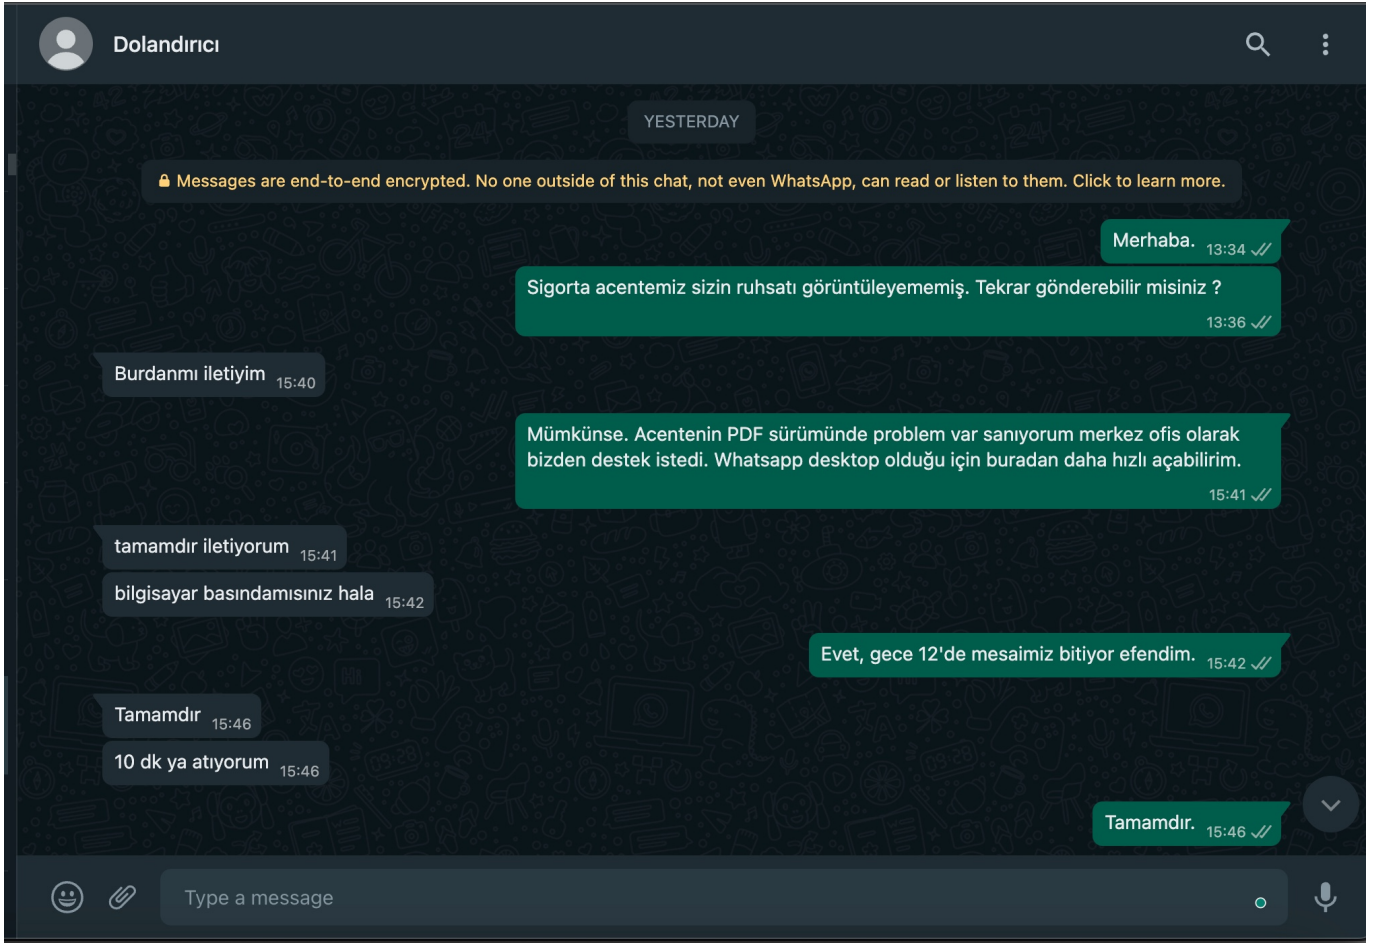 Dolandırıcı
YESTERDAY
Messages are end-to-end encrypted. No one outside of this chat, not even WhatsApp, can read or listen to them. Click to learn more.
Merhaba. 13:34
Sigorta acentemiz sizin ruhsatı görüntüleyememiş. Tekrar gönderebilir misiniz ?
13:36
Burdanmı iletiyim 15:40
Mümkünse. Acentenin PDF sürümünde problem var sanıyorum merkez ofis olarak
bizden destek istedi. Whatsapp desktop olduğu için buradan daha hızlı açabilirim.
15:41
tamamdır iletiyorum 15:41
bilgisayar basındamısınız hala 15:42
Evet, gece 12'de mesaimiz bitiyor efendim. 15:42
Tamamdır 15:46
10 dk ya atıyorum 15:46
Tamamdır. 15:46
Type a message